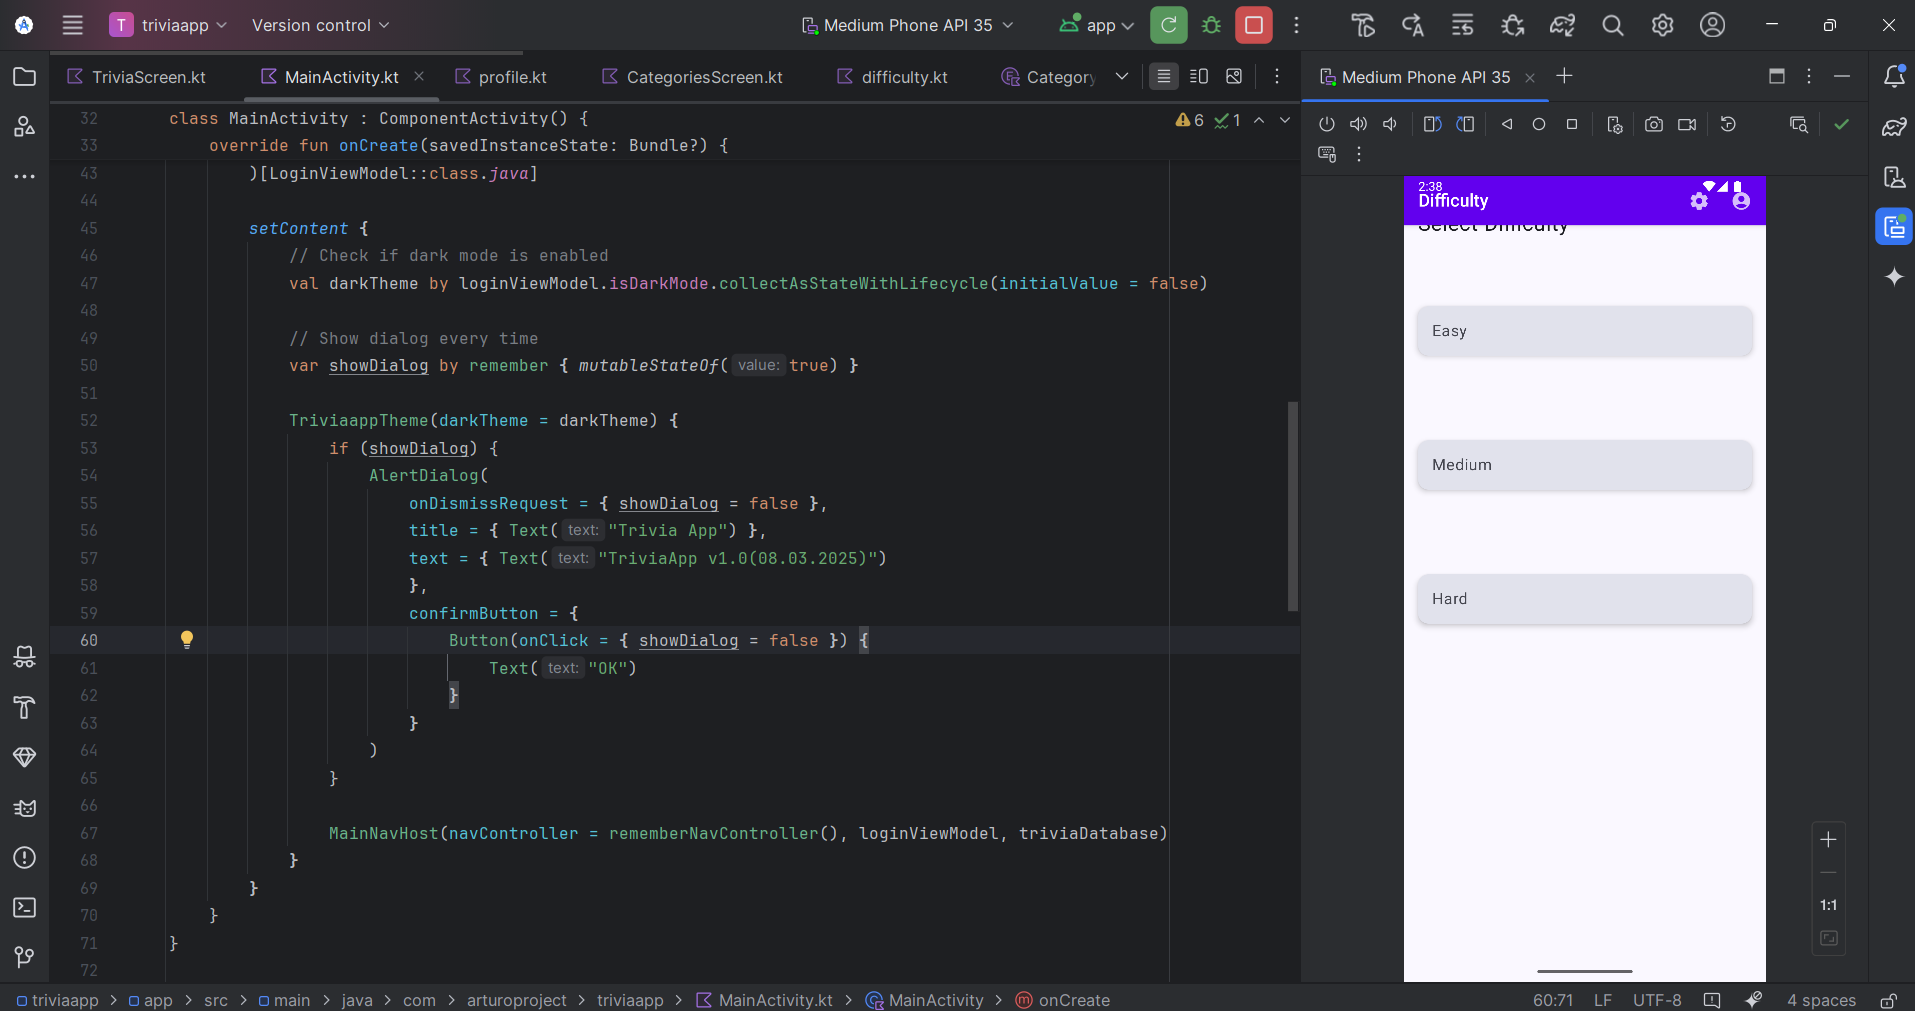 T triviaapp Version control Medium Phone API 35 app
TriviaScreen.kt MainActivity.kt profile.kt CategoriesScreen.kt difficulty.kt Category
Medium Phone API 35
6 1
32 class MainActivity : ComponentActivity() {
33 override fun onCreate(savedInstanceState: Bundle?) {
43 )[LoginViewModel::class.java]
44
45 setContent {
46 // Check if dark mode is enabled
47 val darkTheme by loginViewModel.isDarkMode.collectAsStateWithLifecycle(initialValue = false)
48
49 // Show dialog every time
50 var showDialog by remember { mutableStateOf( value: true) }
51
52 TriviaappTheme(darkTheme = darkTheme) {
53 if (showDialog) {
54 AlertDialog(
55 onDismissRequest = { showDialog = false },
56 title = { Text( text: "Trivia App") },
57 text = { Text( text: "TriviaApp v1.0(08.03.2025)")
58 },
59 confirmButton = {
60 Button(onClick = { showDialog = false }) {
61 Text( text: "OK")
62 }
63 }
64 )
65 }
66
67 MainNavHost(navController = rememberNavController(), loginViewModel, triviaDatabase)
68 }
69 }
70 }
71 }
72
2:38
Difficulty
Select Difficulty
Easy
Medium
Hard
1:1
triviaapp > app > src > main > java > com > arturoproject > triviaapp > MainActivity.kt > MainActivity > m onCreate
60:71 LF UTF-8 4 spaces